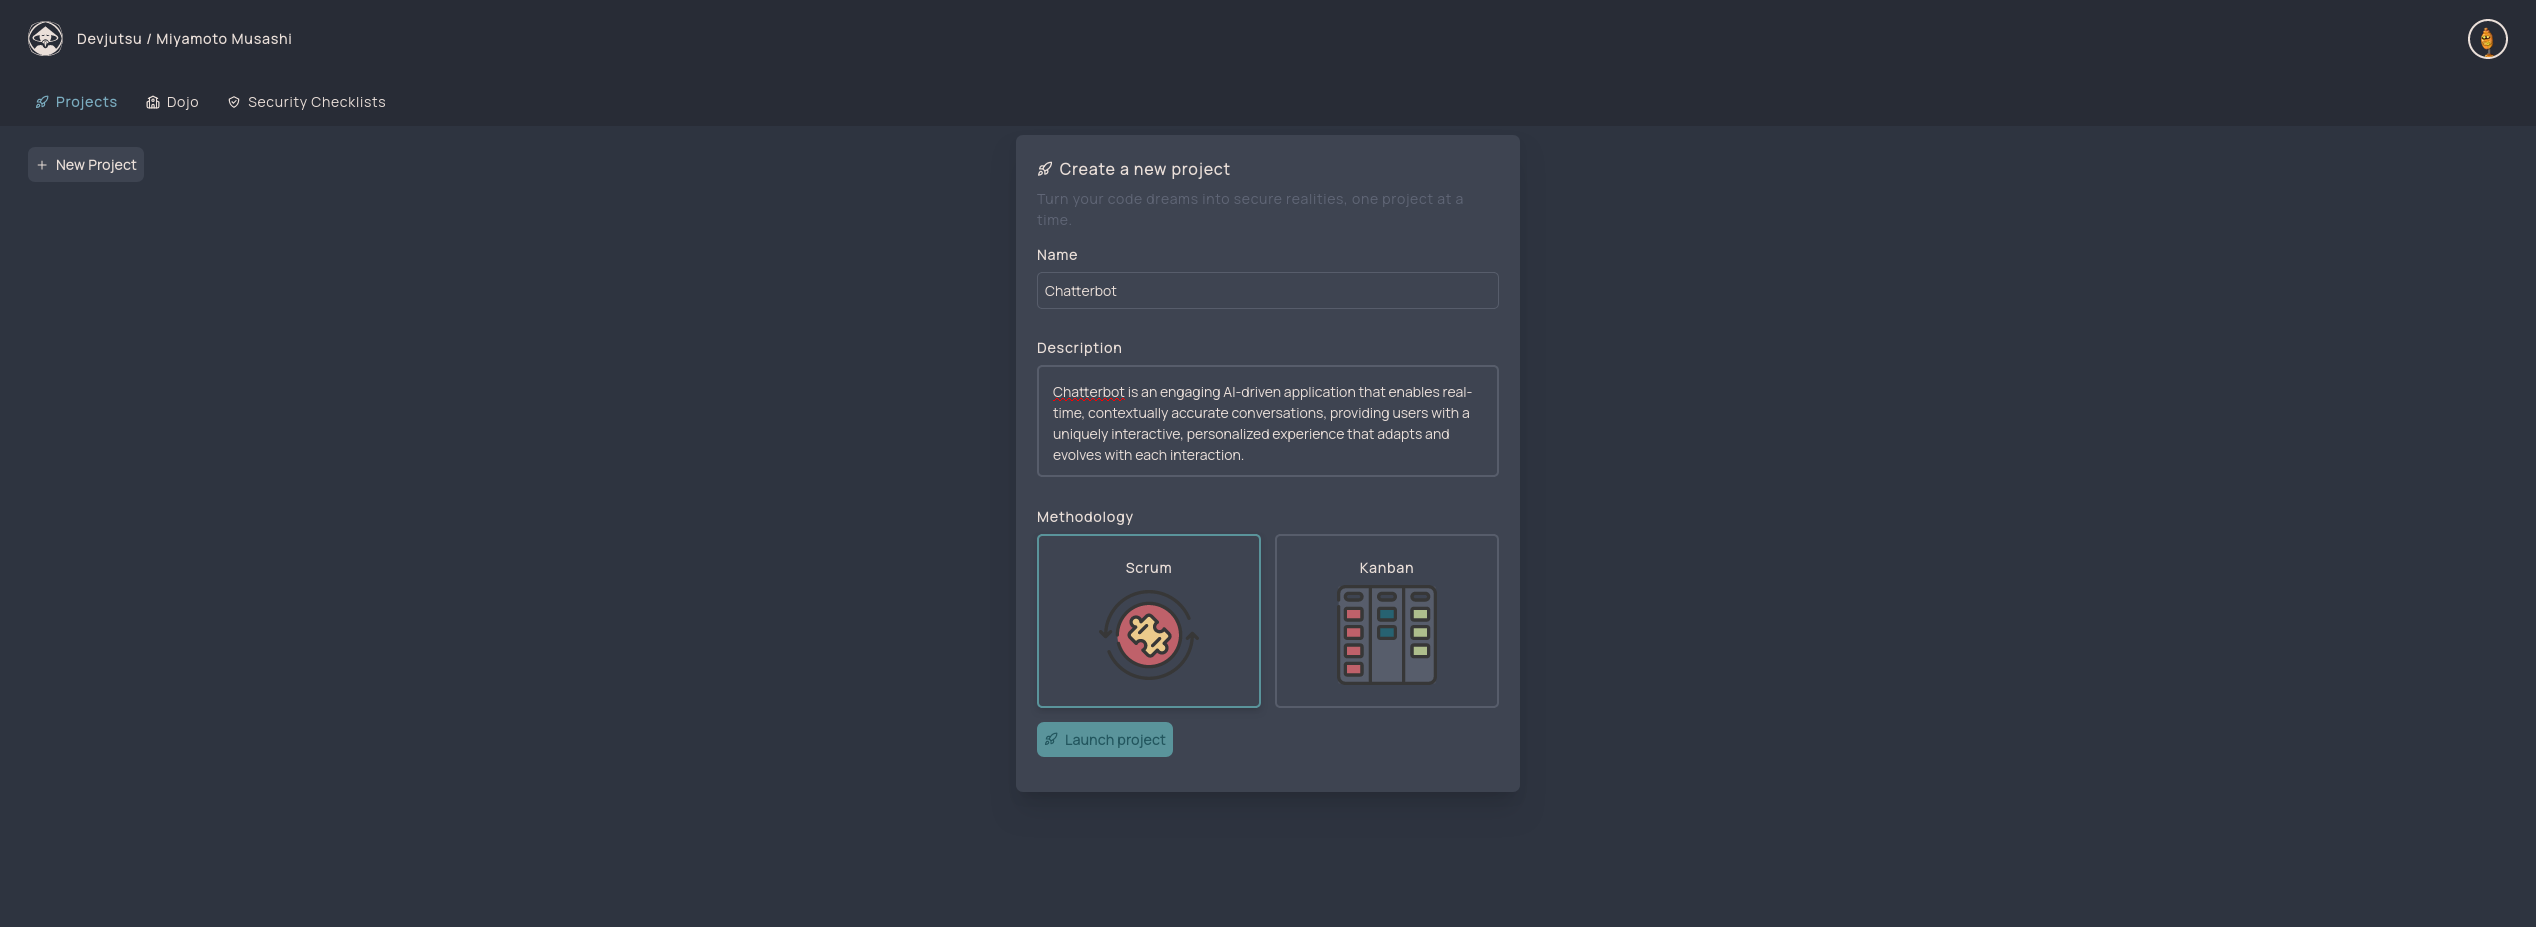 Devjutsu / Miyamoto Musashi
Projects
Dojo
Security Checklists
New Project
Create a new project
Turn your code dreams into secure realities, one project at a
time.
Name
Chatterbot
Description
Chatterbot is an engaging AI-driven application that enables real-
time, contextually accurate conversations, providing users with a
uniquely interactive, personalized experience that adapts and
evolves with each interaction.
Methodology
Scrum
Kanban
Launch project